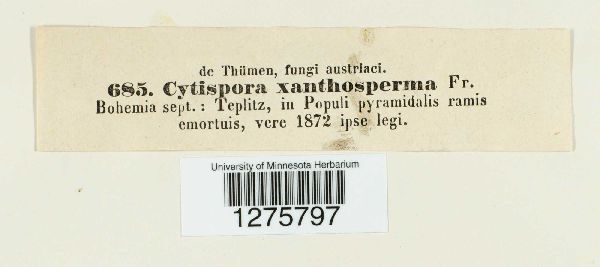 de Thümen, fungi austriaci.
685. Cytispora xanthosperma Fr.
Bohemia sept.: Teplitz, in Populi pyramidalis ramis
emortuis, vere 1872 ipse legi.
University of Minnesota Herbarium
1275797